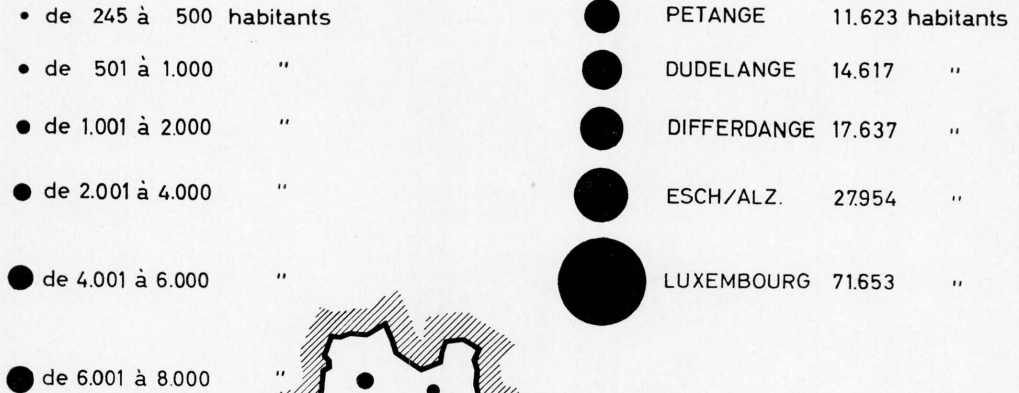 de 245 à 500 habitants
de 501 à 1.000 "
de 1.001 à 2.000 "
de 2.001 à 4.000 "
de 4.001 à 6.000 "
de 6.001 à 8.000 "
PETANGE 11.623 habitants
DUDELANGE 14.617 "
DIFFERDANGE 17.637 "
ESCH/ALZ. 27.954 "
LUXEMBOURG 71.653 "